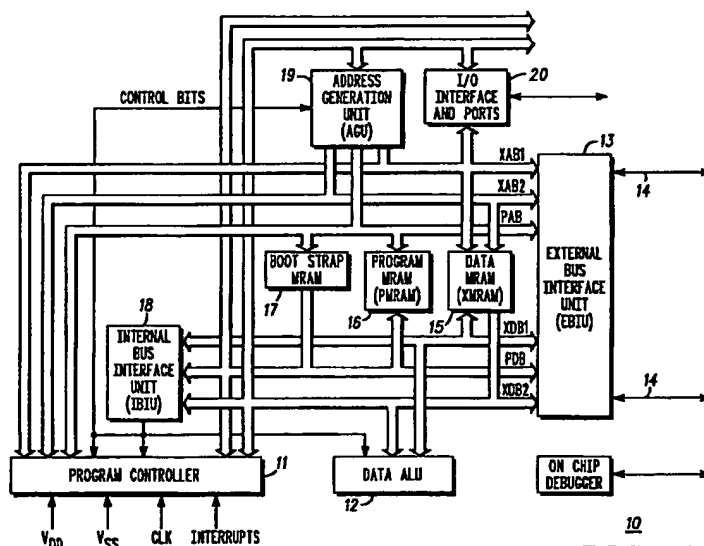 19
ADDRESS
GENERATION
UNIT
(AGU)
I/O
INTERFACE
AND PORTS
20
CONTROL BITS
XAB1
13
14
XAB2
PAB
EXTERNAL
BUS
INTERFACE
UNIT
(EBIU)
BOOT STRAP
MRAM
17
PROGRAM
MRAM
(PMRAM)
16
DATA
MRAM
(XMRAM)
15
18
INTERNAL
BUS
INTERFACE
UNIT
(IBIU)
XDB1
PDB
XDB2
14
PROGRAM CONTROLLER
11
DATA ALU
12
ON CHIP
DEBUGGER
VDD
VSS
CLK
INTERRUPTS
10